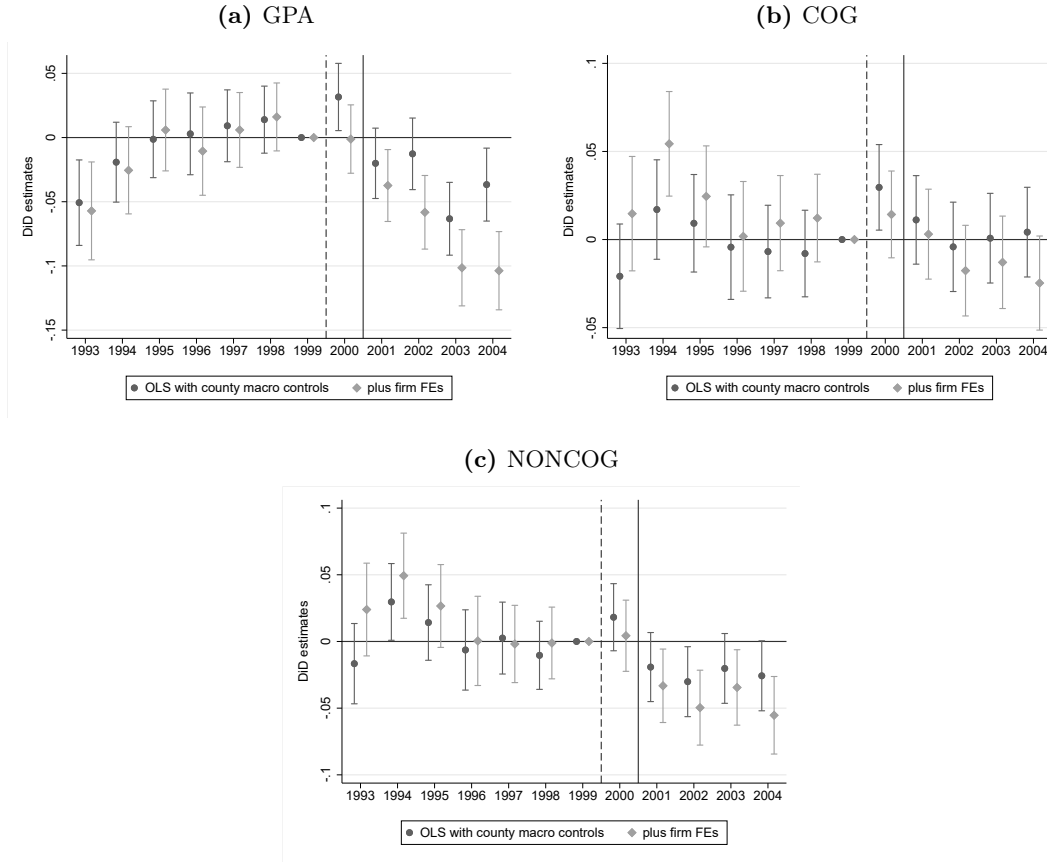 (a) GPA
DiD estimates
.05
0
-.05
-.1
-.15
1993 1994 1995 1996 1997 1998 1999 2000 2001 2002 2003 2004
OLS with county macro controls plus firm FEs
(b) COG
DiD estimates
.1
.05
0
-.05
1993 1994 1995 1996 1997 1998 1999 2000 2001 2002 2003 2004
OLS with county macro controls plus firm FEs
(c) NONCOG
DiD estimates
.1
.05
0
-.05
-.1
1993 1994 1995 1996 1997 1998 1999 2000 2001 2002 2003 2004
OLS with county macro controls plus firm FEs